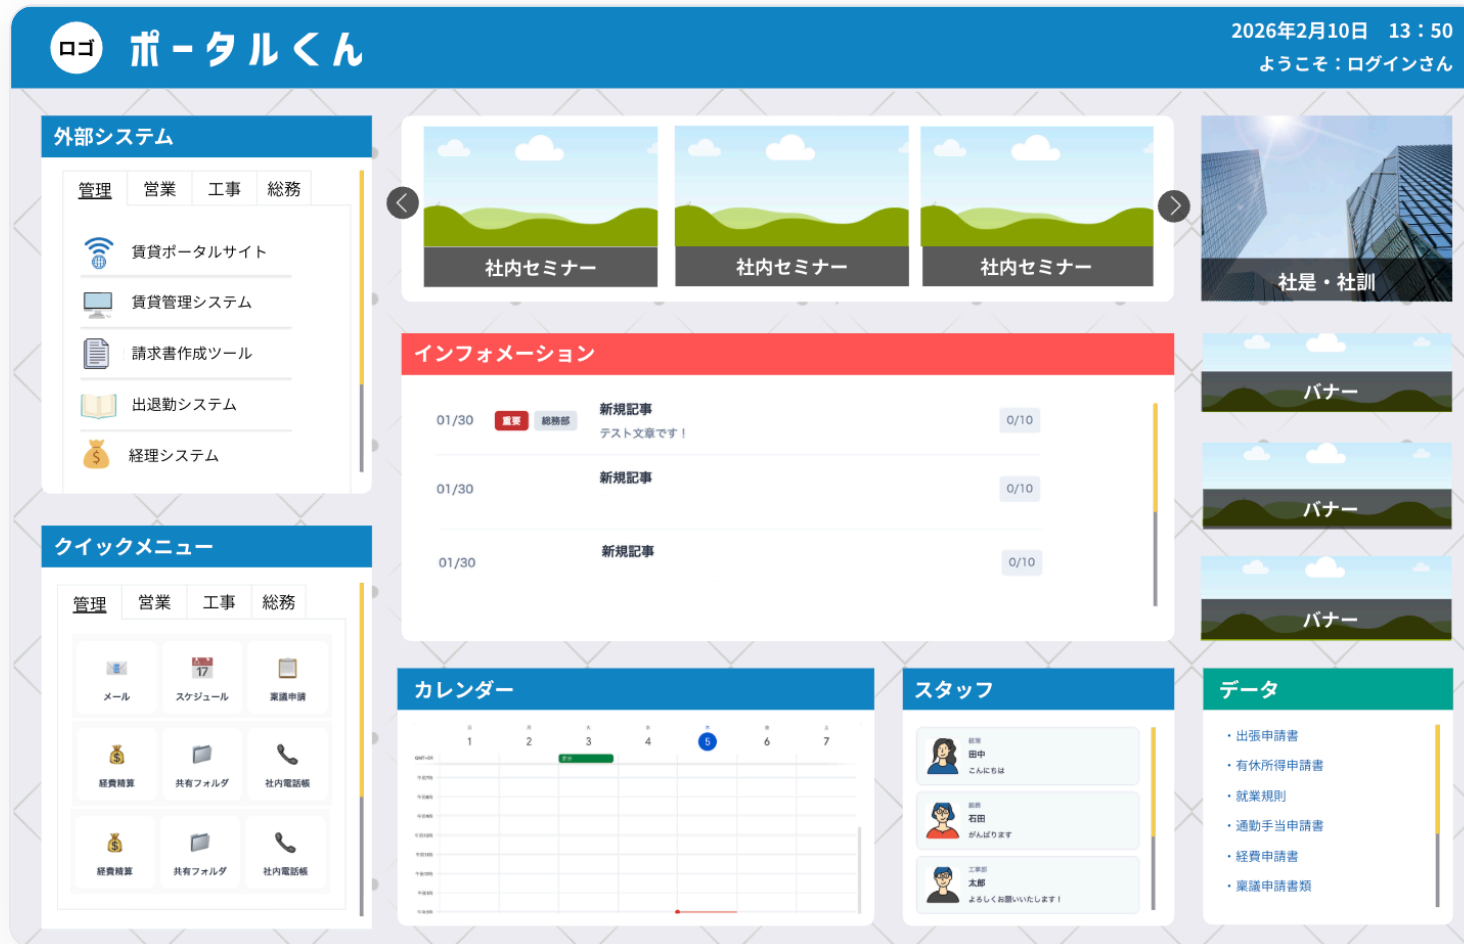 ロゴ
ポータルくん
2026年2月10日 13:50
ようこそ:ログインさん
外部システム
管理 営業 工事 総務
賃貸ポータルサイト
賃貸管理システム
請求書作成ツール
出退勤システム
経理システム
クイックメニュー
管理 営業 工事 総務
メール スケジュール 稟議申請
17
経費精算 共有フォルダ 社内電話帳
経費精算 共有フォルダ 社内電話帳
社内セミナー 社内セミナー 社内セミナー
インフォメーション
01/30 重要 総務部 新規記事 0/10
テスト文章です!
01/30 新規記事 0/10
01/30 新規記事 0/10
カレンダー
1 2 3 4 5 6 7
スタッフ
田中
こんにちは
石田
がんばります
工事部
太郎
よろしくお願いいたします!
社是・社訓
バナー
バナー
バナー
データ
・出張申請書
・有休所得申請書
・就業規則
・通勤手当申請書
・経費申請書
・稟議申請書類